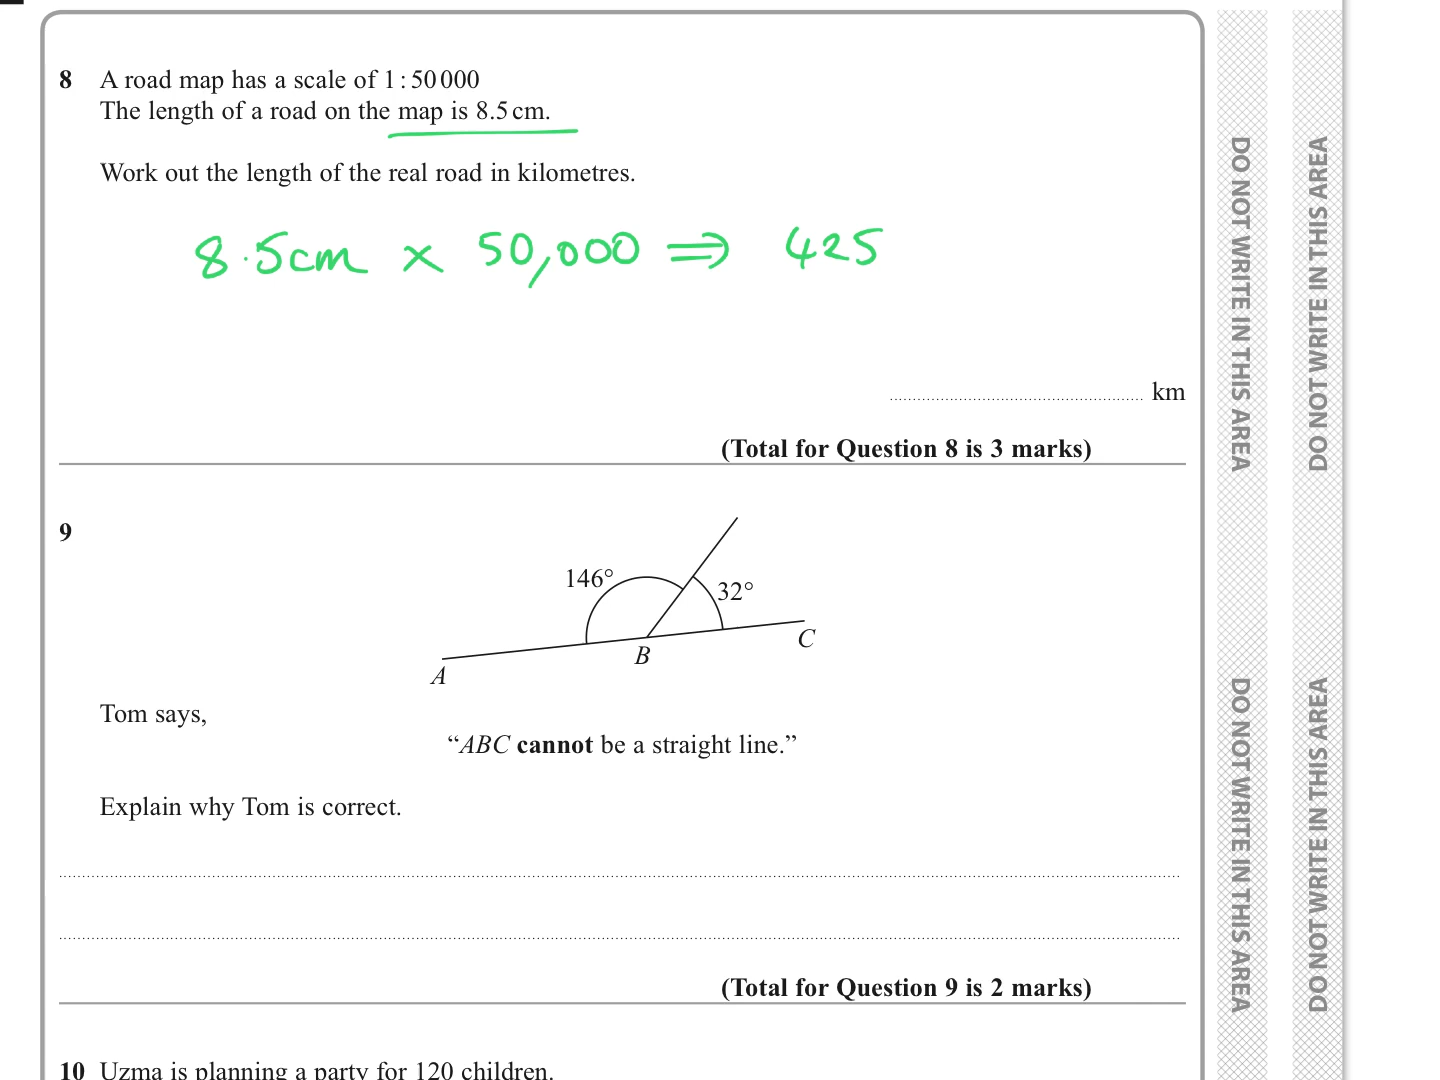 8 A road map has a scale of 1 : 50 000
The length of a road on the map is 8.5 cm.
Work out the length of the real road in kilometres.
8.5cm × 50,000 ⇒ 425
km
(Total for Question 8 is 3 marks)
9
146°
32°
A
B
C
Tom says,
“ABC cannot be a straight line.”
Explain why Tom is correct.
(Total for Question 9 is 2 marks)
10 Uzma is planning a party for 120 children.
DO NOT WRITE IN THIS AREA
DO NOT WRITE IN THIS AREA
DO NOT WRITE IN THIS AREA
DO NOT WRITE IN THIS AREA